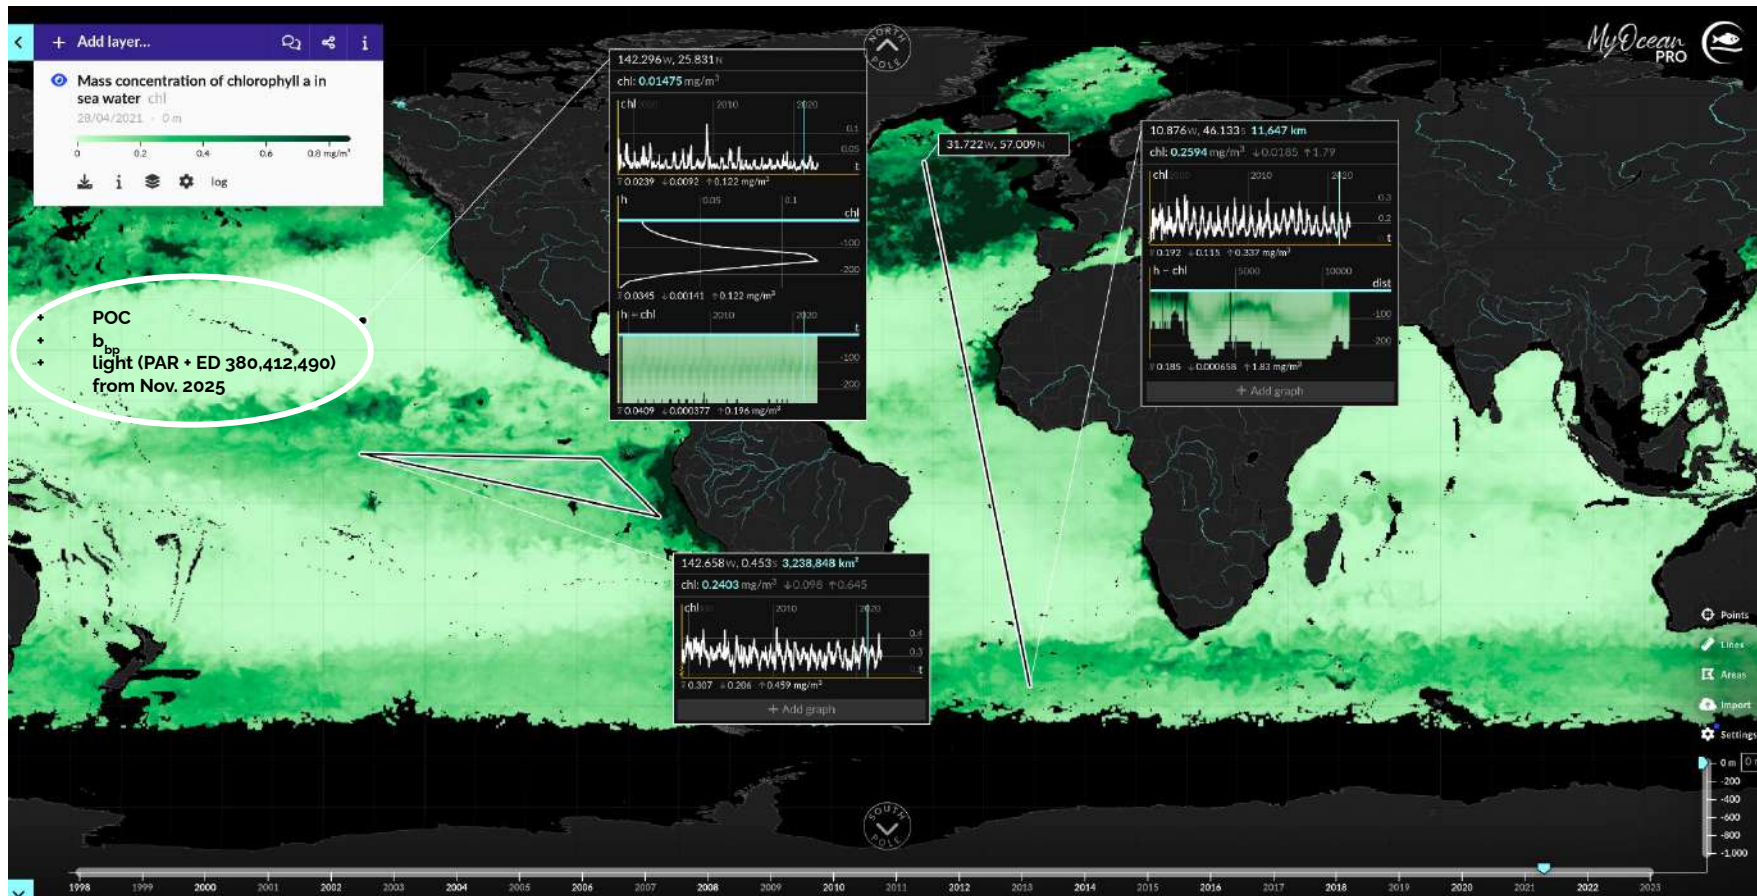 Add layer...
Mass concentration of chlorophyll a in
sea water chl
28/04/2021 - 0 m
0 0.2 0.4 0.6 0.8 mg/m³
log
+ POC
+ b_bp
+ light (PAR + ED 380,412,490)
from Nov. 2025
142.296W, 25.831N
chl: 0.01475 mg/m³
chl 2010 2020
0.1
0.05
t
0.0239 ↓0.0092 ↑0.122 mg/m³
h 0.05 0.1
chl
-100
-200
0.0345 ↓0.00141 ↑0.122 mg/m³
h - chl 2010 2020
t
-100
-200
0.0409 ↓0.000377 ↑0.196 mg/m³
NORTH
POLE
31.722W, 57.009N
10.876W, 46.133S 11,647 km
chl: 0.2594 mg/m³ ↓0.0185 ↑1.79
chl 2010 2020
0.3
0.2
t
0.192 ↓0.115 ↑0.337 mg/m³
h - chl 5000 10000
dist
-100
-200
0.185 ↓0.000658 ↑1.83 mg/m³
+ Add graph
MyOcean
PRO
142.658W, 0.453S 3,238,848 km²
chl: 0.2403 mg/m³ ↓0.098 ↑0.645
chl 2010 2020
0.4
0.3
t
0.307 ↓0.206 ↑0.459 mg/m³
+ Add graph
Points
Lines
Areas
Import
Settings
0 m
-200
-400
-600
-800
-1,000
SOUTH
POLE
1998 1999 2000 2001 2002 2003 2004 2005 2006 2007 2008 2009 2010 2011 2012 2013 2014 2015 2016 2017 2018 2019 2020 2021 2022 2023